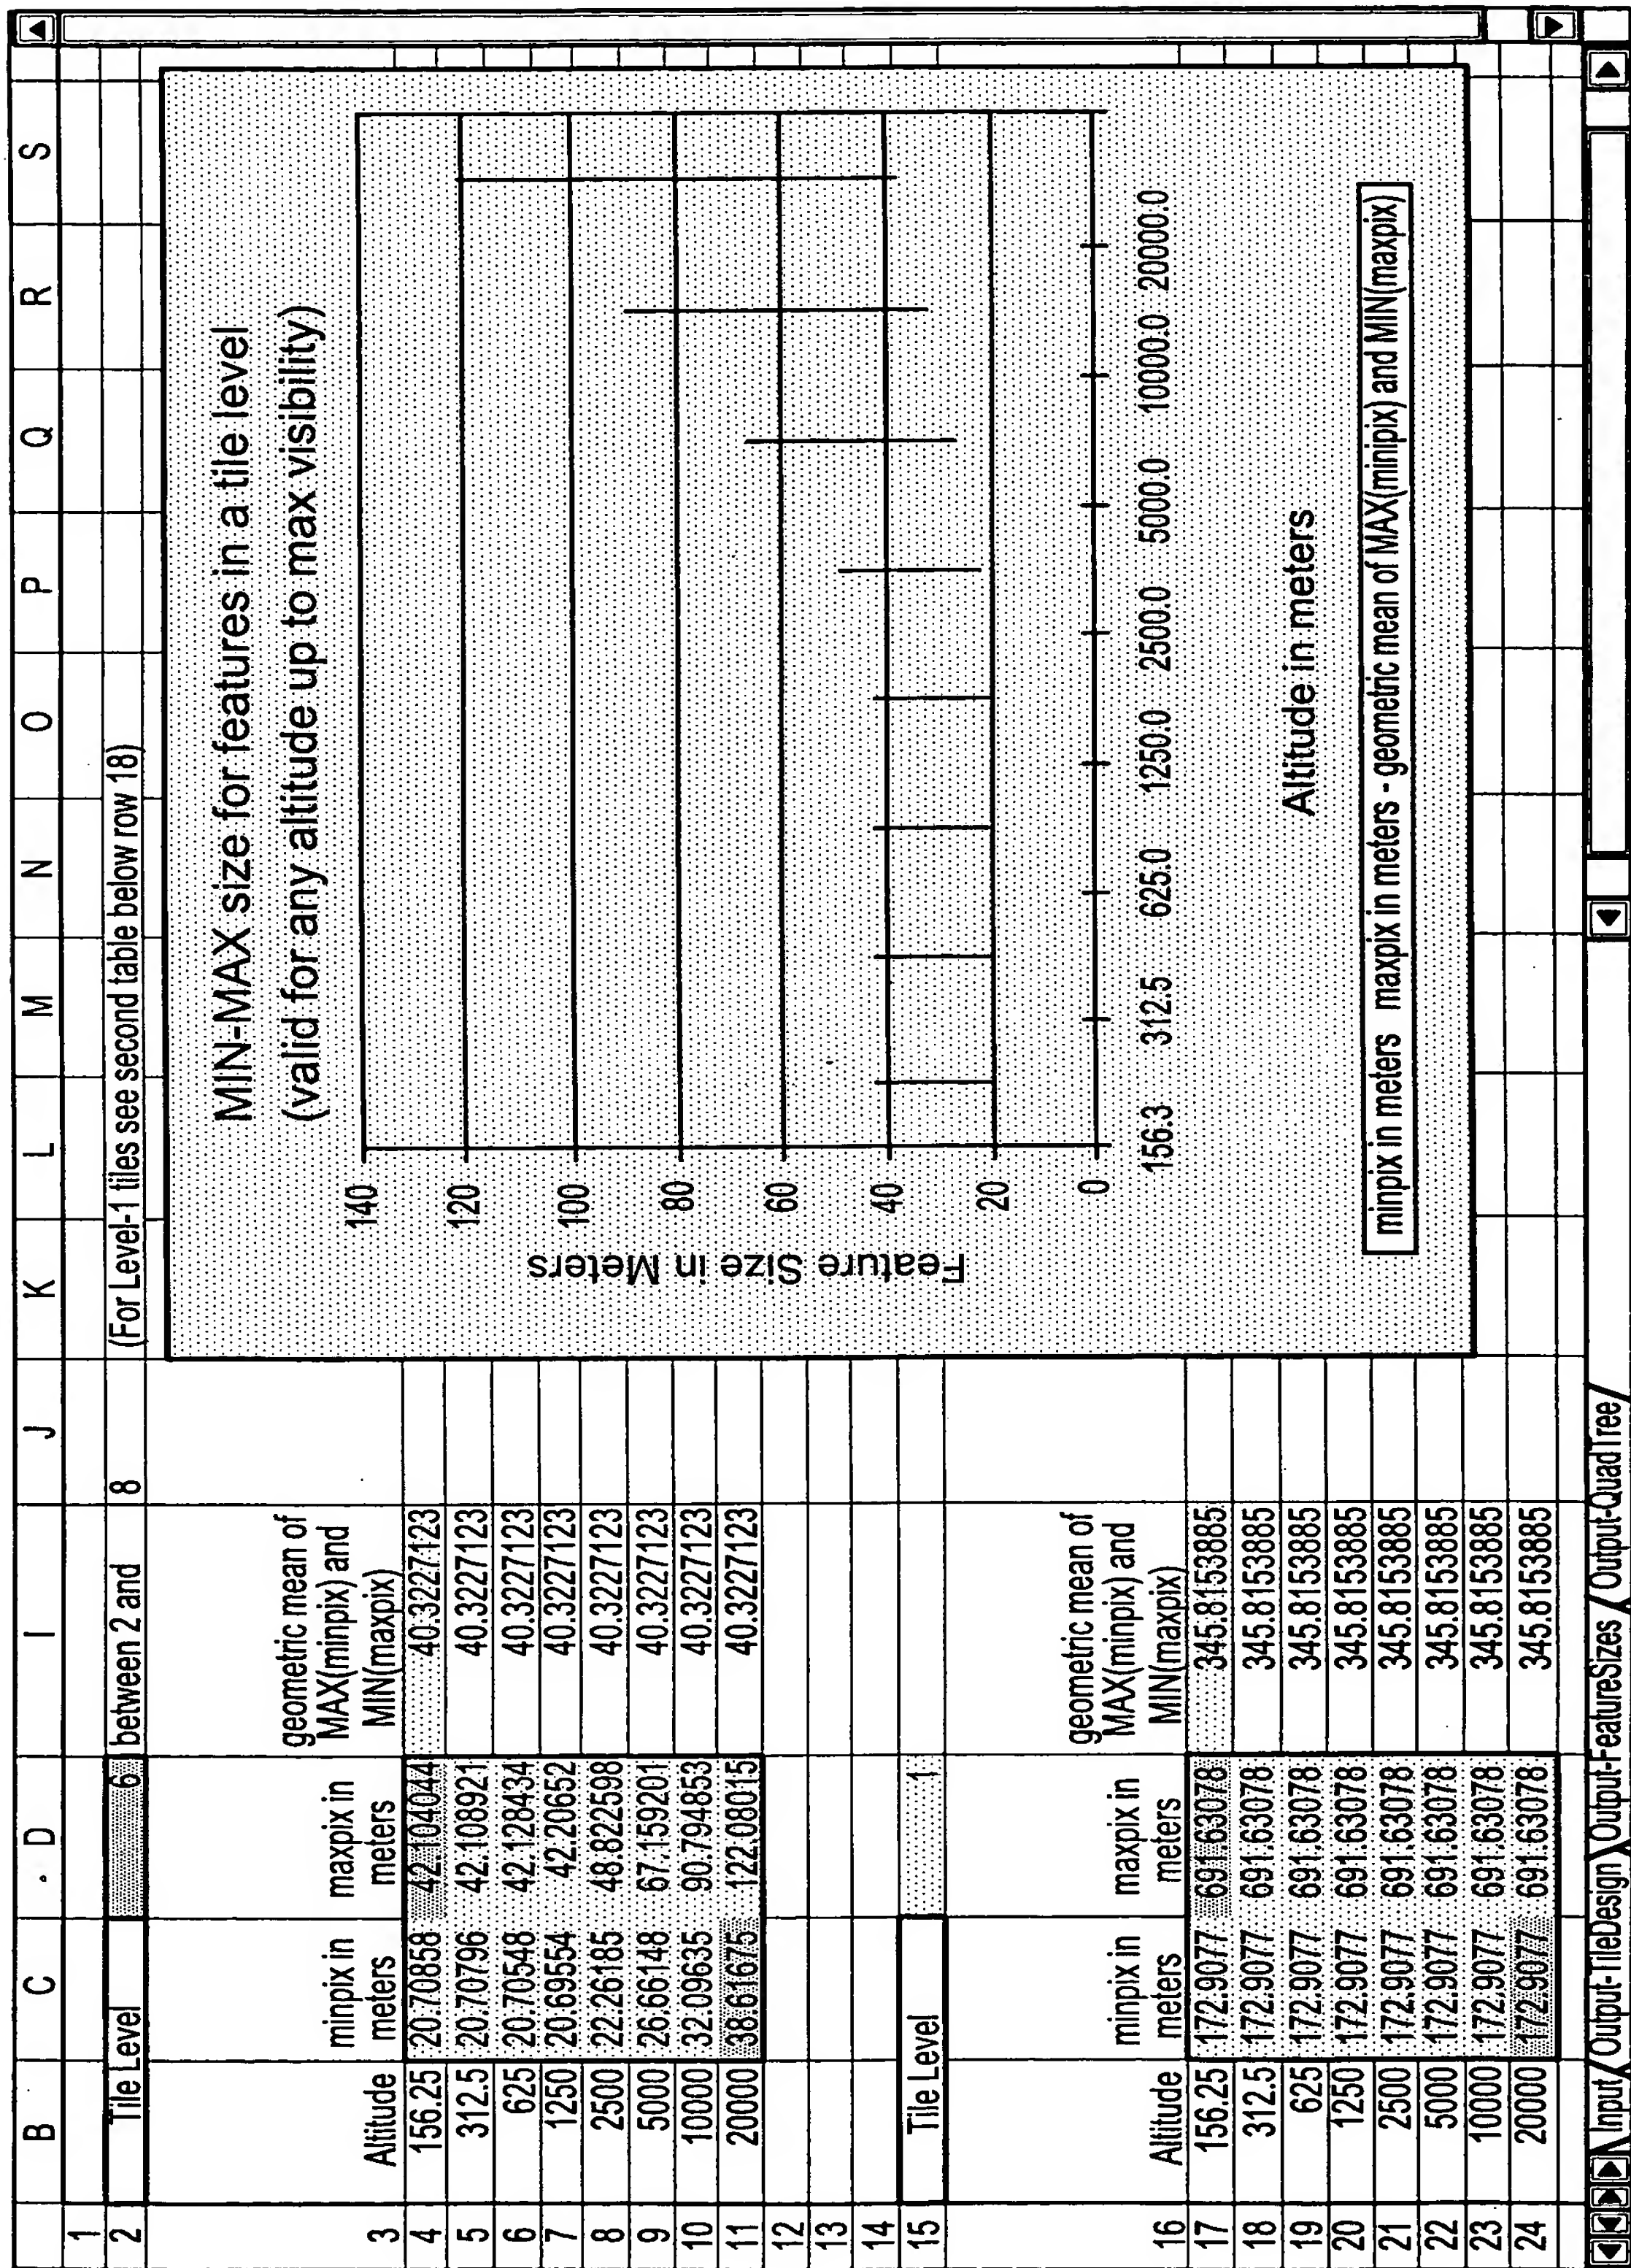 B C D I J K L M N O P Q R S
1
2 Tile Level 6 between 2 and 8 (For Level-1 tiles see second table below row 18)
3 Altitude minpix in meters maxpix in meters geometric mean of MAX(minpix) and MIN(maxpix)
4 156.25 20.70858 42.104044 40.3227123
5 312.5 20.70796 42.108921 40.3227123
6 625 20.70548 42.128434 40.3227123
7 1250 20.69554 42.20652 40.3227123
8 2500 22.26185 48.822598 40.3227123
9 5000 26.66148 67.159201 40.3227123
10 10000 32.09635 90.794853 40.3227123
11 20000 38.61675 122.08015 40.3227123
12
13
14
15 Tile Level 1
16 Altitude minpix in meters maxpix in meters geometric mean of MAX(minpix) and MIN(maxpix)
17 156.25 172.9077 691.63078 345.8153885
18 312.5 172.9077 691.63078 345.8153885
19 625 172.9077 691.63078 345.8153885
20 1250 172.9077 691.63078 345.8153885
21 2500 172.9077 691.63078 345.8153885
22 5000 172.9077 691.63078 345.8153885
23 10000 172.9077 691.63078 345.8153885
24 20000 172.9077 691.63078 345.8153885
MIN-MAX size for features in a tile level
(valid for any altitude up to max visibility)
Feature Size in Meters
140
120
100
80
60
40
20
0
156.3 312.5 625.0 1250.0 2500.0 5000.0 10000.0 20000.0
Altitude in meters
minpix in meters maxpix in meters - geometric mean of MAX(minipix) and MIN(maxpix)
Input Output-TileDesign Output-FeatureSizes Output-QuadTree